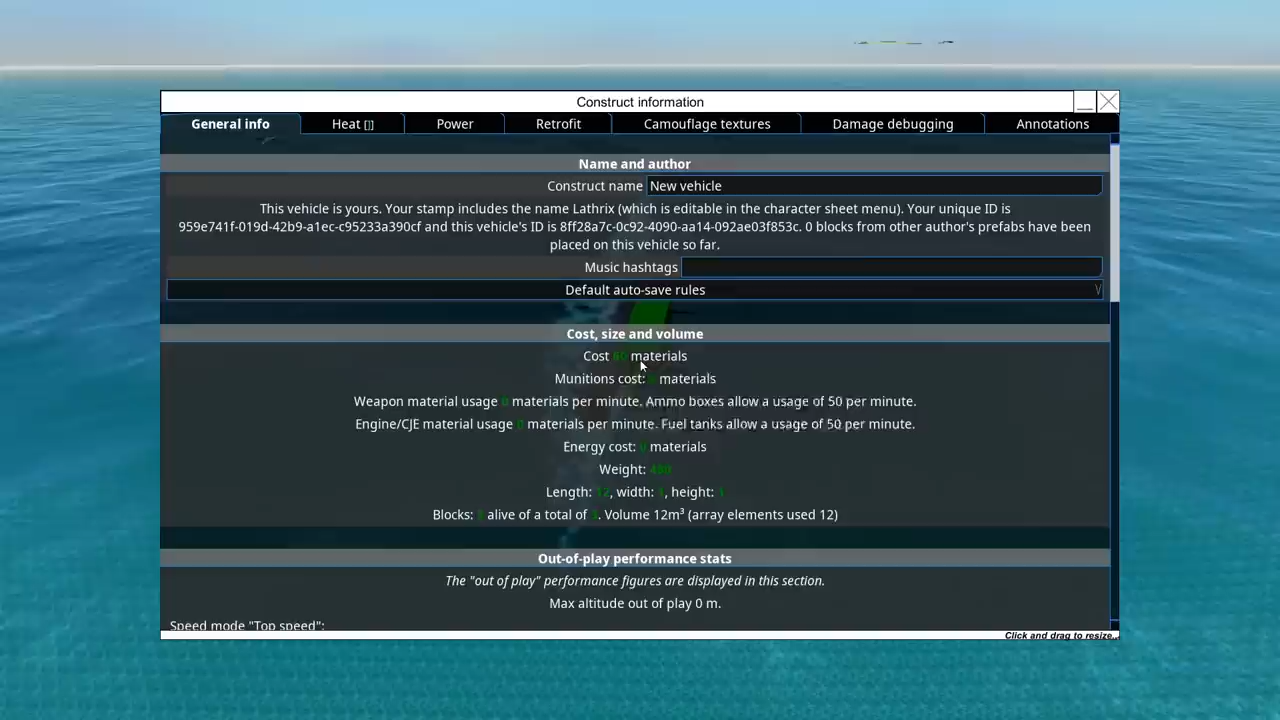 Construct information
General info
Heat []]
Power
Retrofit
Camouflage textures
Damage debugging
Annotations
Name and author
Construct name New vehicle
This vehicle is yours. Your stamp includes the name Lathrix (which is editable in the character sheet menu). Your unique ID is
959e741f-019d-42b9-a1ec-c95233a390cf and this vehicle's ID is 8ff28a7c-0c92-4090-aa14-092ae03f853c. 0 blocks from other author's prefabs have been
placed on this vehicle so far.
Music hashtags
Default auto-save rules
Cost, size and volume
Cost 60 materials
Munitions cost: materials
Weapon material usage 0 materials per minute. Ammo boxes allow a usage of 50 per minute.
Engine/CJE material usage 0 materials per minute. Fuel tanks allow a usage of 50 per minute.
Energy cost: 0 materials
Weight:
Length: 12, width: 1, height: 1
Blocks: alive of a total of . Volume 12m³ (array elements used 12)
Out-of-play performance stats
The "out of play" performance figures are displayed in this section.
Max altitude out of play 0 m.
Speed mode "Top speed":
Click and drag to resize..